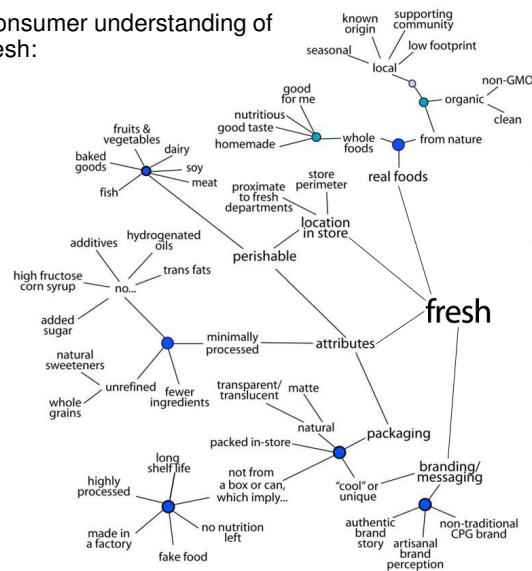 onsumer understanding of
esh:
known
origin
supporting
community
seasonal
low footprint
local
non-GMO
organic
clean
from nature
good
for me
nutritious
good taste
homemade
whole
foods
real foods
fruits &
vegetables
dairy
baked
goods
soy
meat
fish
store
perimeter
proximate
to fresh
departments
location
in store
perishable
additives
hydrogenated
oils
high fructose
corn syrup
no...
trans fats
added
sugar
fresh
minimally
processed
attributes
natural
sweeteners
unrefined
whole
grains
fewer
ingredients
transparent/
translucent
matte
natural
packed in-store
packaging
not from
a box or can,
which imply...
"cool" or
unique
branding/
messaging
long
shelf life
highly
processed
made in
a factory
no nutrition
left
fake food
authentic
brand
story
artisanal
brand
perception
non-traditional
CPG brand